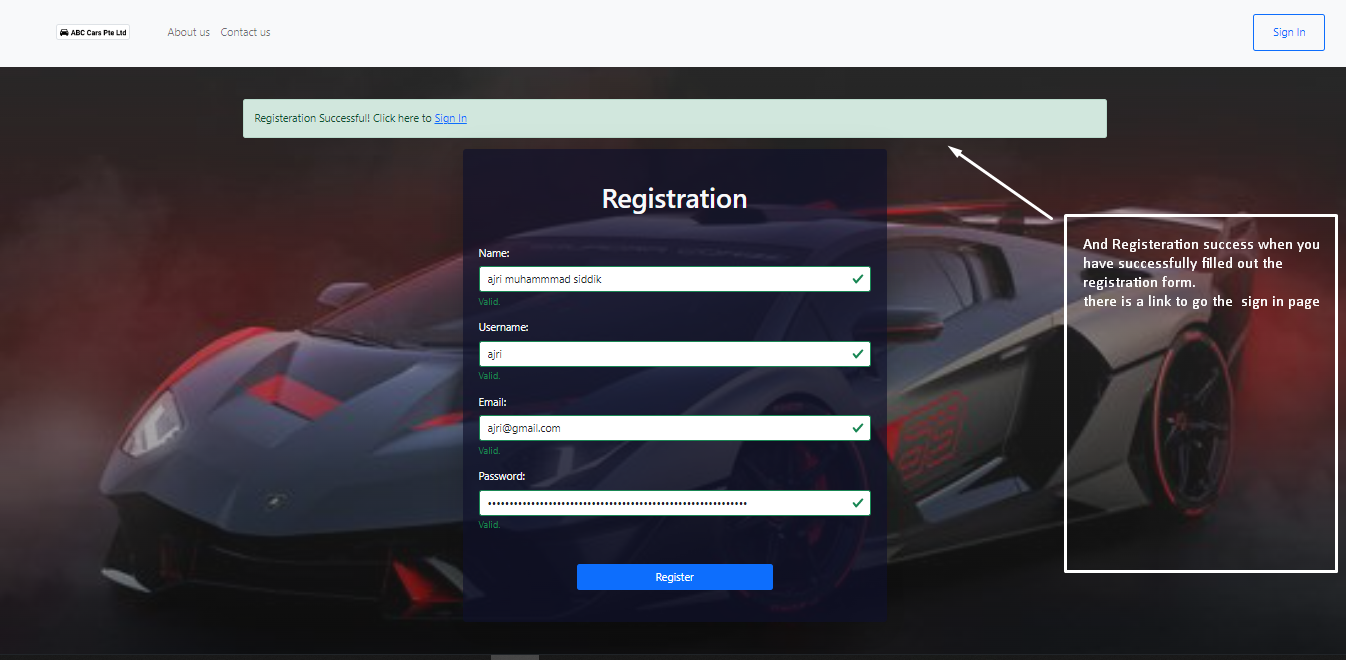 ABC Cars Pte Ltd
About us
Contact us
Sign In
Registeration Successful! Click here to Sign In
Registration
Name:
ajri muhammmad siddik
Valid.
Username:
ajri
Valid.
Email:
ajri@gmail.com
Valid.
Password:
Valid.
Register
And Registeration success when you
have successfully filled out the
registration form.
there is a link to go the sign in page